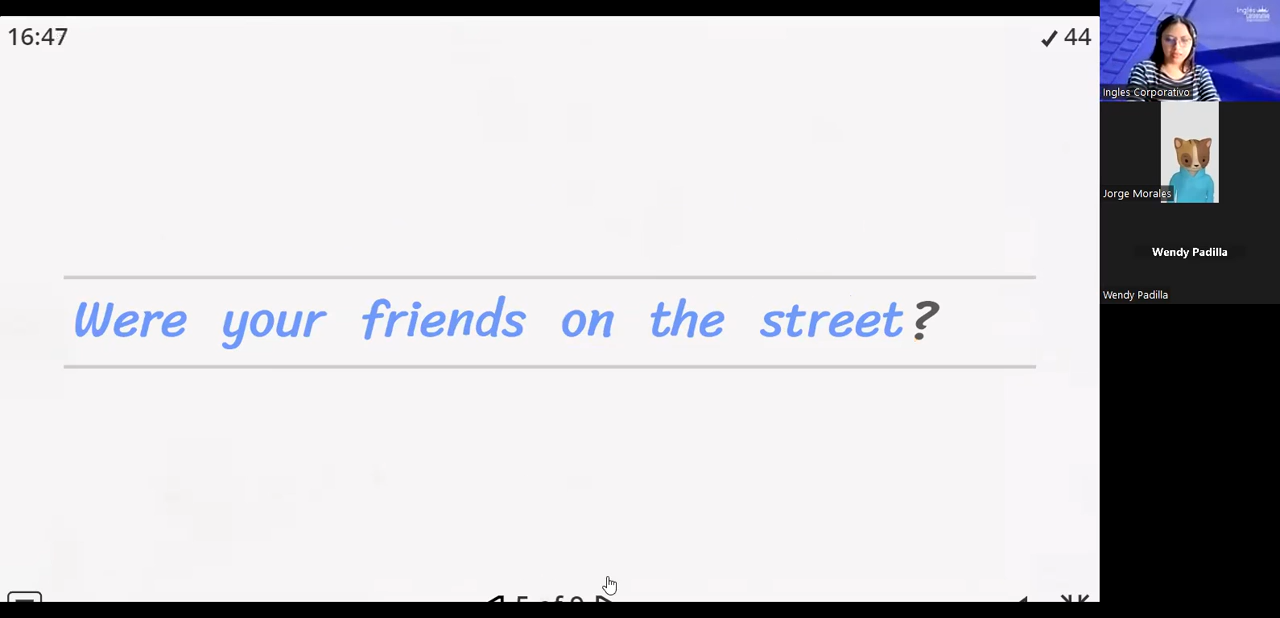 16:47
✓ 44
Were your friends on the street?
Ingles Corporativo
Jorge Morales
Wendy Padilla
Wendy Padilla